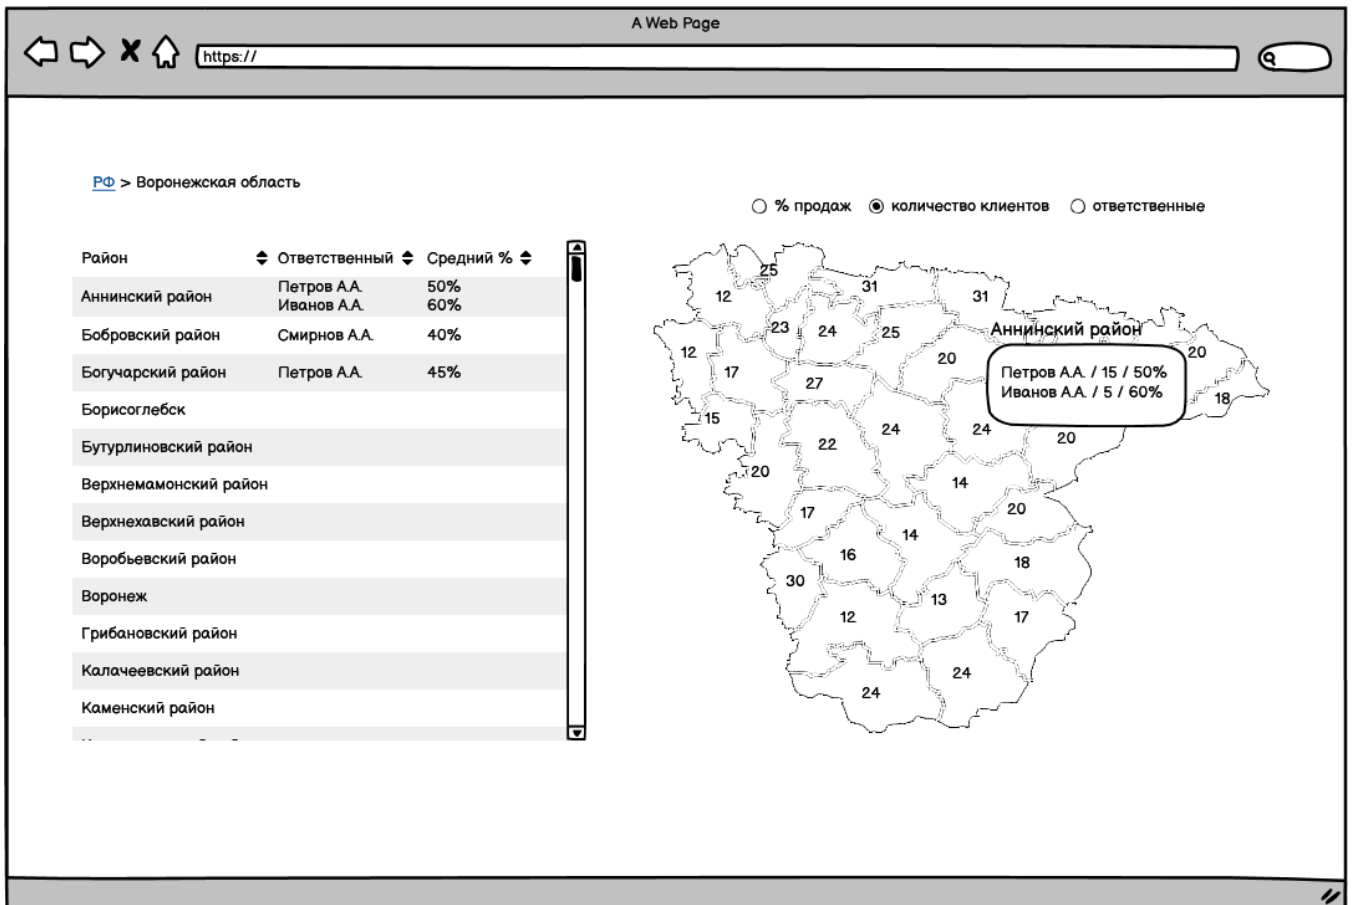 A Web Page
https://
РФ > Воронежская область
% продаж количество клиентов ответственные
Район Ответственный Средний %
Аннинский район Петров А.А. 50%
Иванов А.А. 60%
Бобровский район Смирнов А.А. 40%
Богучарский район Петров А.А. 45%
Борисоглебск
Бутурлиновский район
Верхнемамонский район
Верхнехавский район
Воробьевский район
Воронеж
Грибановский район
Калачеевский район
Каменский район
25
12
31
31
23
24
25
20
Аннинский район
Петров А.А. / 15 / 50%
Иванов А.А. / 5 / 60%
20
18
12
17
27
15
22
24
24
20
20
14
17
20
16
14
18
30
12
13
17
24
24